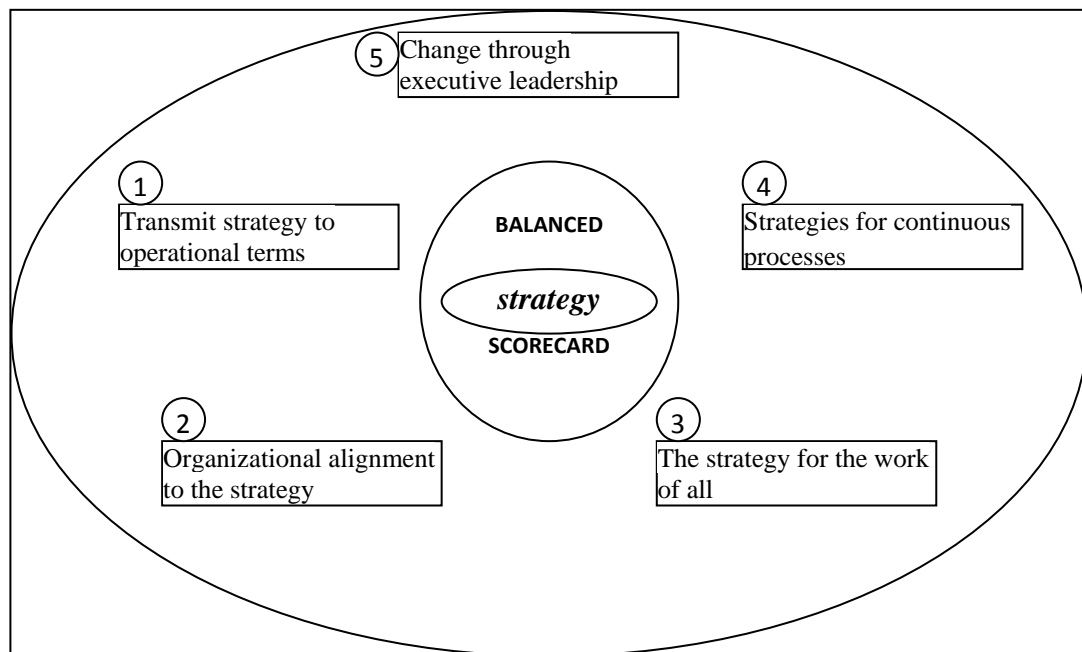 5
Change through
executive leadership
1
Transmit strategy to
operational terms
4
Strategies for continuous
processes
BALANCED
strategy
SCORECARD
2
Organizational alignment
to the strategy
3
The strategy for the work
of all